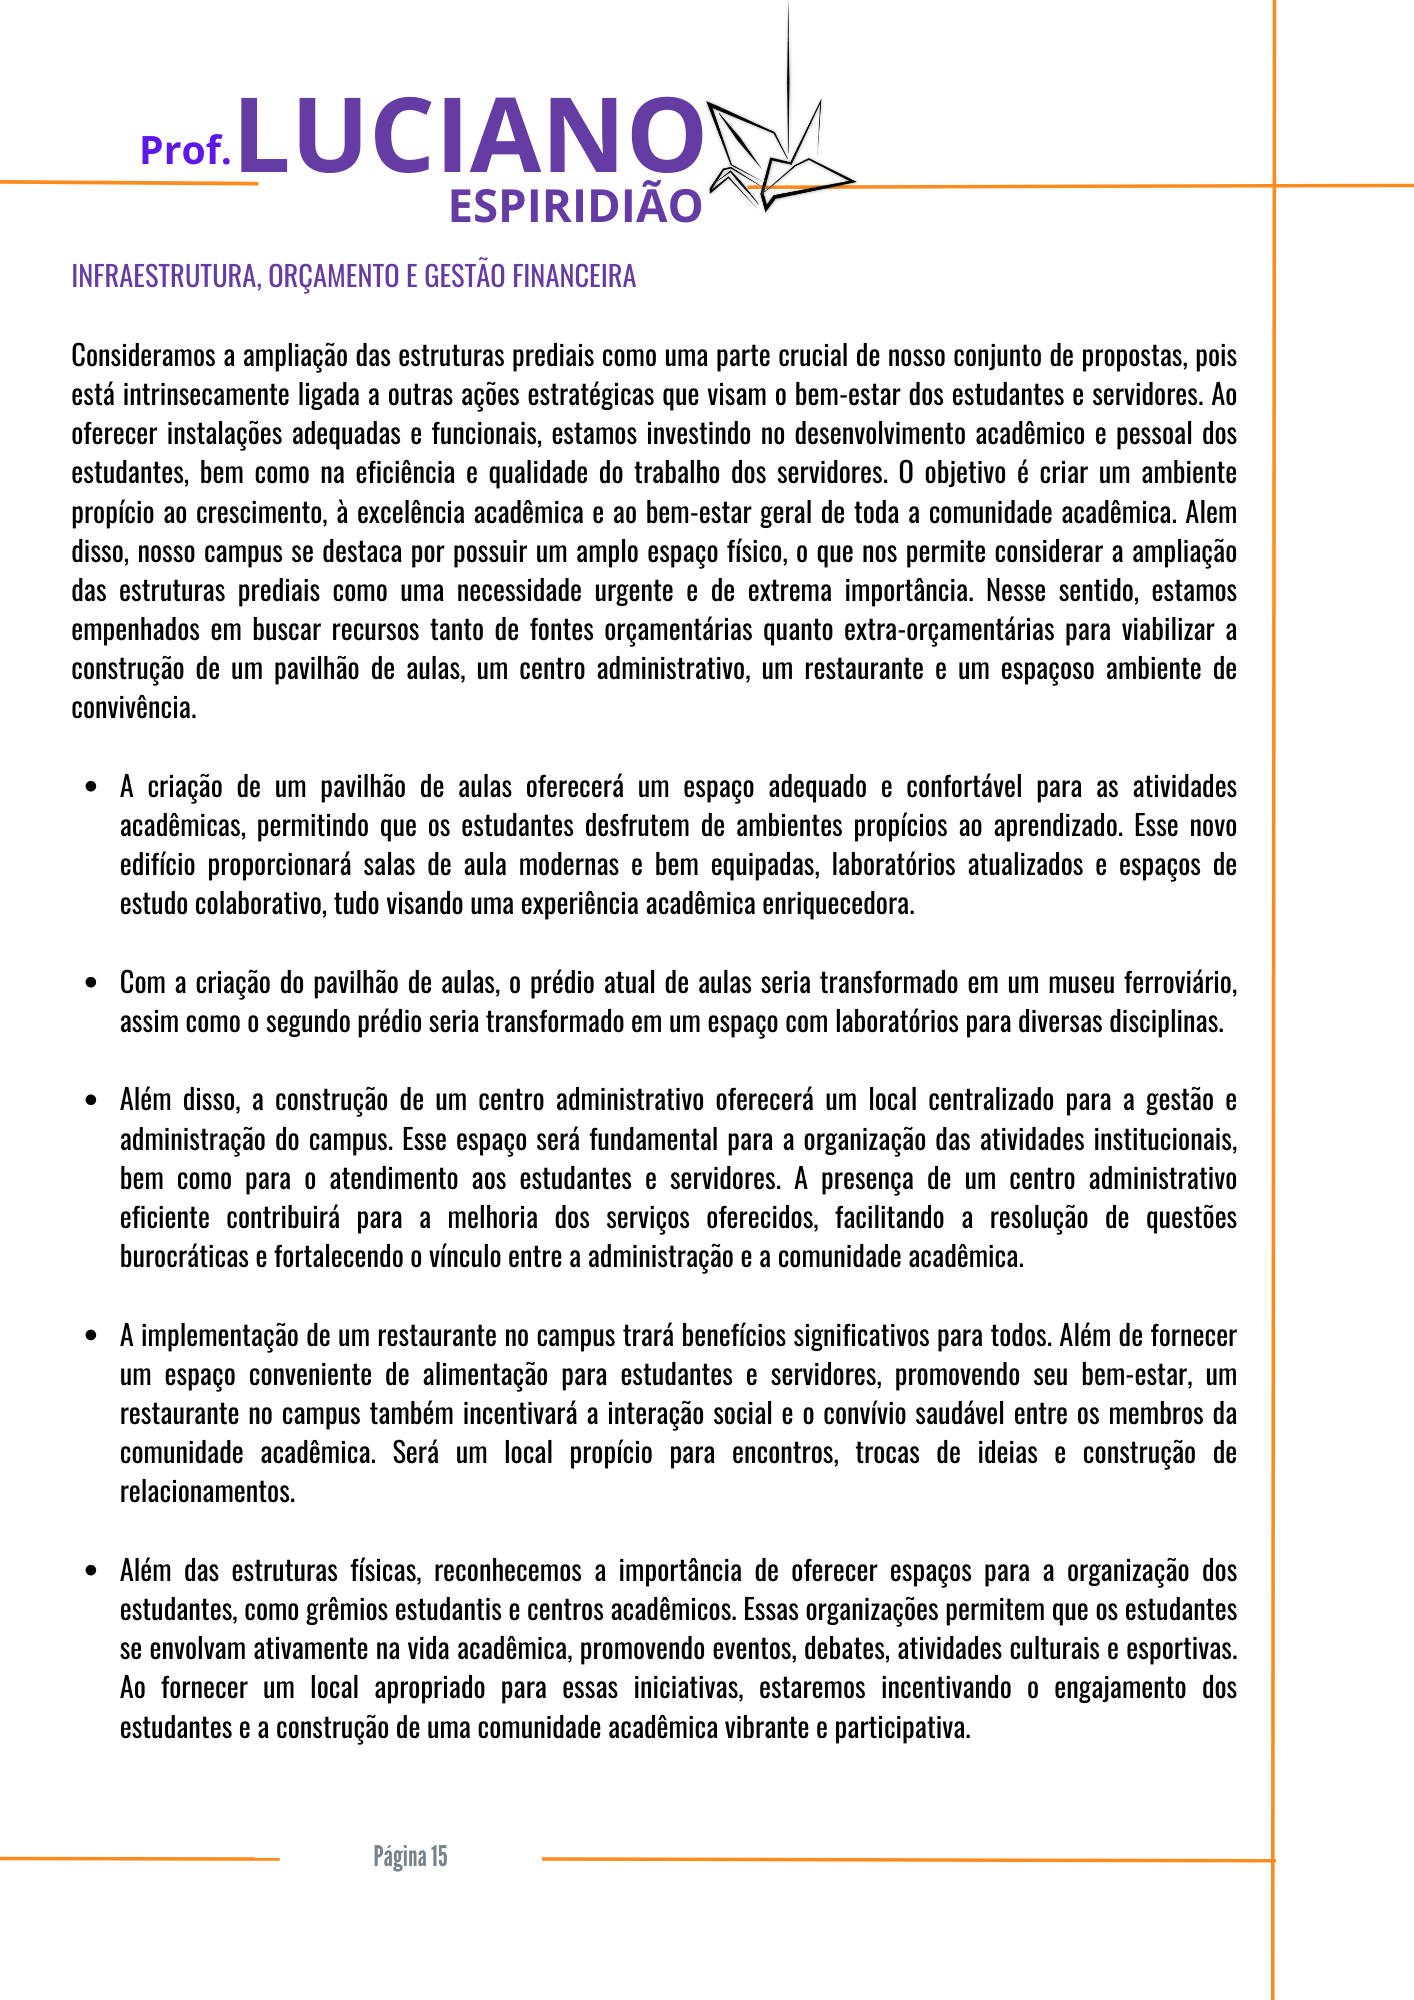 Prof. LUCIANO
ESPIRIDIÃO
INFRAESTRUTURA, ORÇAMENTO E GESTÃO FINANCEIRA
Consideramos a ampliação das estruturas prediais como uma parte crucial de nosso conjunto de propostas, pois
está intrinsecamente ligada a outras ações estratégicas que visam o bem-estar dos estudantes e servidores. Ao
oferecer instalações adequadas e funcionais, estamos investindo no desenvolvimento acadêmico e pessoal dos
estudantes, bem como na eficiência e qualidade do trabalho dos servidores. O objetivo é criar um ambiente
propício ao crescimento, à excelência acadêmica e ao bem-estar geral de toda a comunidade acadêmica. Alem
disso, nosso campus se destaca por possuir um amplo espaço físico, o que nos permite considerar a ampliação
das estruturas prediais como uma necessidade urgente e de extrema importância. Nesse sentido, estamos
empenhados em buscar recursos tanto de fontes orçamentárias quanto extra-orçamentárias para viabilizar a
construção de um pavilhão de aulas, um centro administrativo, um restaurante e um espaçoso ambiente de
convivência.
• A criação de um pavilhão de aulas oferecerá um espaço adequado e confortável para as atividades
acadêmicas, permitindo que os estudantes desfrutem de ambientes propícios ao aprendizado. Esse novo
edifício proporcionará salas de aula modernas e bem equipadas, laboratórios atualizados e espaços de
estudo colaborativo, tudo visando uma experiência acadêmica enriquecedora.
• Com a criação do pavilhão de aulas, o prédio atual de aulas seria transformado em um museu ferroviário,
assim como o segundo prédio seria transformado em um espaço com laboratórios para diversas disciplinas.
• Além disso, a construção de um centro administrativo oferecerá um local centralizado para a gestão e
administração do campus. Esse espaço será fundamental para a organização das atividades institucionais,
bem como para o atendimento aos estudantes e servidores. A presença de um centro administrativo
eficiente contribuirá para a melhoria dos serviços oferecidos, facilitando a resolução de questões
burocráticas e fortalecendo o vínculo entre a administração e a comunidade acadêmica.
• A implementação de um restaurante no campus trará benefícios significativos para todos. Além de fornecer
um espaço conveniente de alimentação para estudantes e servidores, promovendo seu bem-estar, um
restaurante no campus também incentivará a interação social e o convívio saudável entre os membros da
comunidade acadêmica. Será um local propício para encontros, trocas de ideias e construção de
relacionamentos.
• Além das estruturas físicas, reconhecemos a importância de oferecer espaços para a organização dos
estudantes, como grêmios estudantis e centros acadêmicos. Essas organizações permitem que os estudantes
se envolvam ativamente na vida acadêmica, promovendo eventos, debates, atividades culturais e esportivas.
Ao fornecer um local apropriado para essas iniciativas, estaremos incentivando o engajamento dos
estudantes e a construção de uma comunidade acadêmica vibrante e participativa.
Página 15